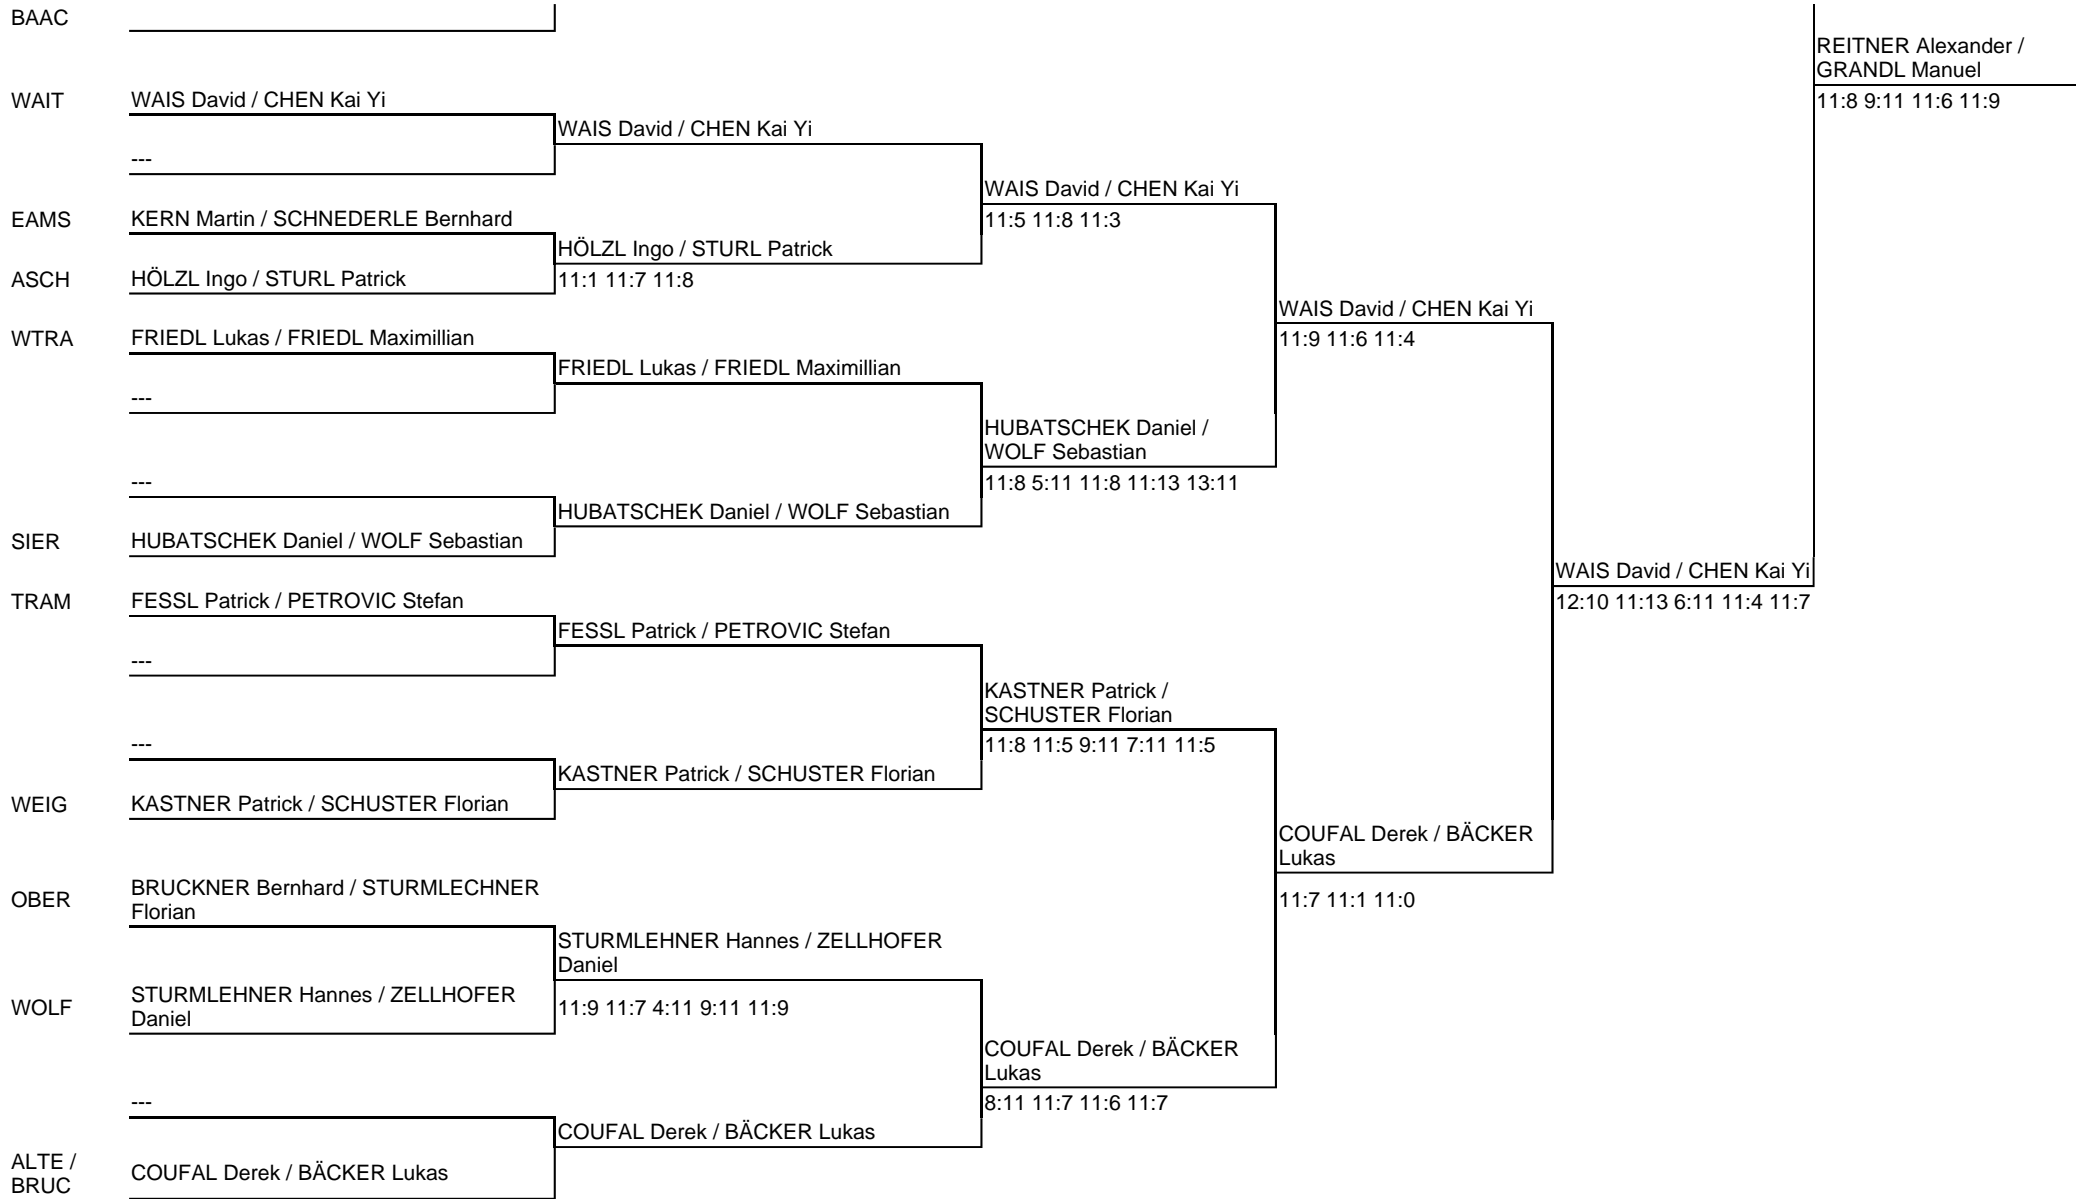 BAAC
REITNER Alexander /
GRANDL Manuel
WAIT
WAIS David / CHEN Kai Yi
11:8 9:11 11:6 11:9
WAIS David / CHEN Kai Yi
---
WAIS David / CHEN Kai Yi
EAMS
KERN Martin / SCHNEDERLE Bernhard
11:5 11:8 11:3
HÖLZL Ingo / STURL Patrick
ASCH
HÖLZL Ingo / STURL Patrick
11:1 11:7 11:8
WAIS David / CHEN Kai Yi
WTRA
FRIEDL Lukas / FRIEDL Maximillian
11:9 11:6 11:4
FRIEDL Lukas / FRIEDL Maximillian
---
HUBATSCHEK Daniel /
WOLF Sebastian
---
11:8 5:11 11:8 11:13 13:11
HUBATSCHEK Daniel / WOLF Sebastian
SIER
HUBATSCHEK Daniel / WOLF Sebastian
WAIS David / CHEN Kai Yi
TRAM
FESSL Patrick / PETROVIC Stefan
12:10 11:13 6:11 11:4 11:7
FESSL Patrick / PETROVIC Stefan
---
KASTNER Patrick /
SCHUSTER Florian
---
11:8 11:5 9:11 7:11 11:5
KASTNER Patrick / SCHUSTER Florian
WEIG
KASTNER Patrick / SCHUSTER Florian
COUFAL Derek / BÄCKER
Lukas
OBER
BRUCKNER Bernhard / STURMLECHNER
Florian
11:7 11:1 11:0
STURMLEHNER Hannes / ZELLHOFER
Daniel
WOLF
STURMLEHNER Hannes / ZELLHOFER
Daniel
11:9 11:7 4:11 9:11 11:9
COUFAL Derek / BÄCKER
Lukas
---
8:11 11:7 11:6 11:7
COUFAL Derek / BÄCKER Lukas
ALTE /
BRUC
COUFAL Derek / BÄCKER Lukas